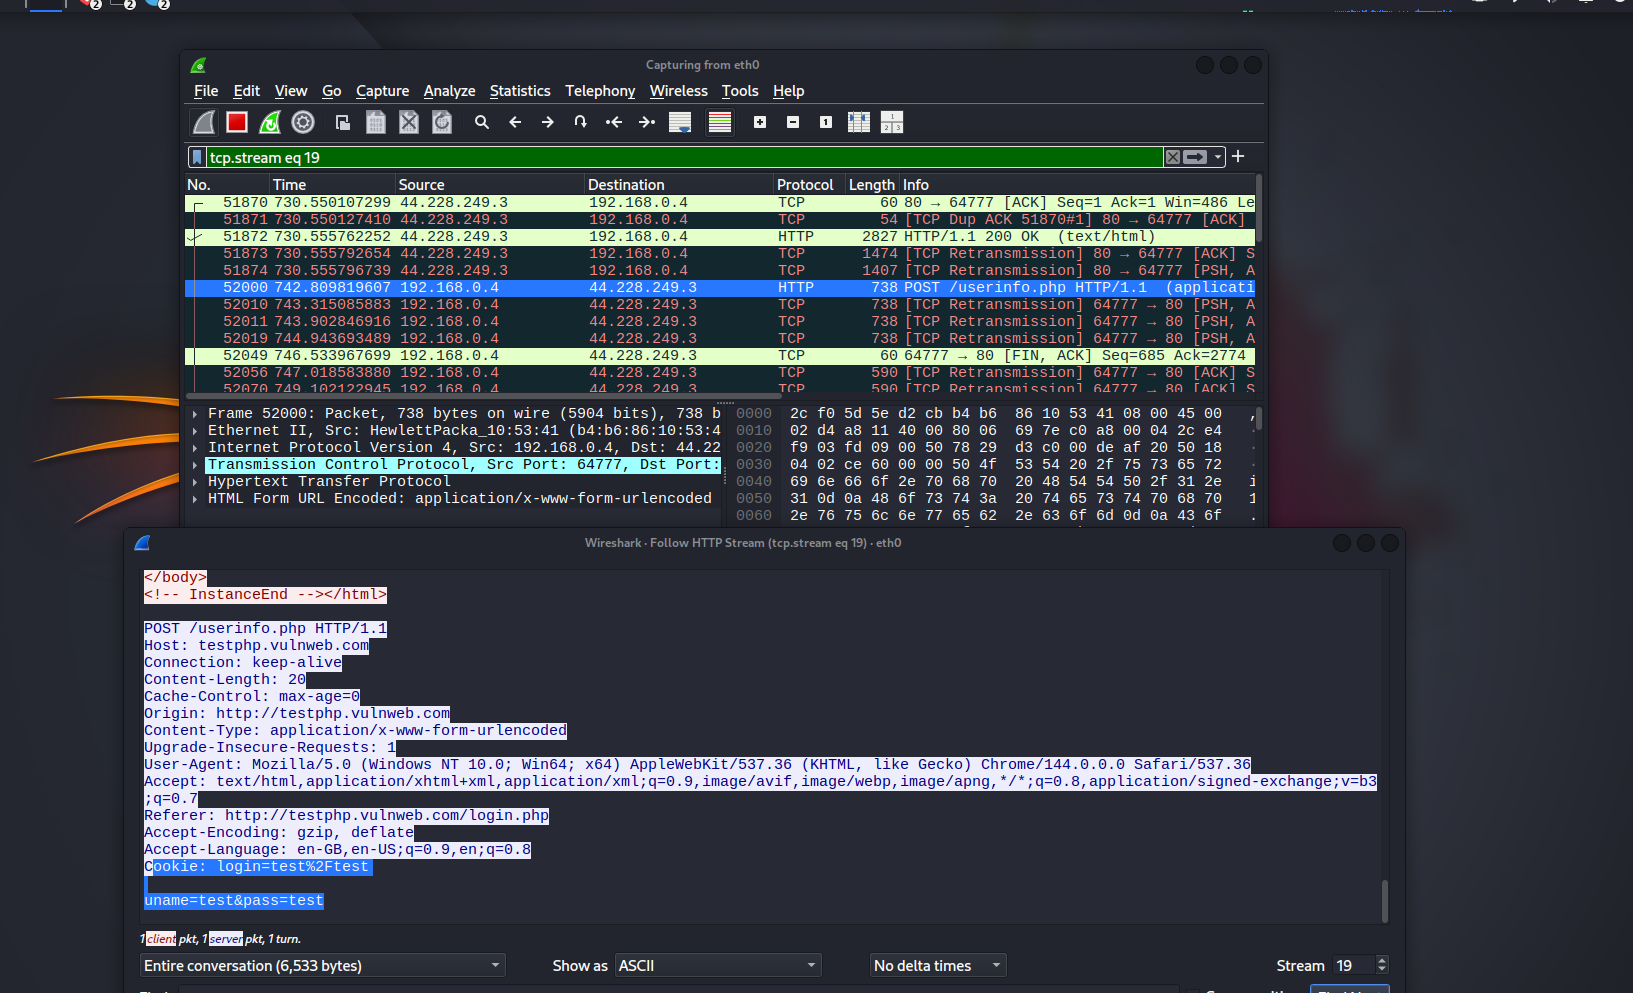 2 2 2
Capturing from eth0
File Edit View Go Capture Analyze Statistics Telephony Wireless Tools Help
tcp.stream eq 19
No. Time Source Destination Protocol Length Info
51870 730.550107299 44.228.249.3 192.168.0.4 TCP 60 80 → 64777 [ACK] Seq=1 Ack=1 Win=486 Le
51871 730.550127410 44.228.249.3 192.168.0.4 TCP 54 [TCP Dup ACK 51870#1] 80 → 64777 [ACK]
51872 730.555762252 44.228.249.3 192.168.0.4 HTTP 2827 HTTP/1.1 200 OK (text/html)
51873 730.555792654 44.228.249.3 192.168.0.4 TCP 1474 [TCP Retransmission] 80 → 64777 [ACK] S
51874 730.555796739 44.228.249.3 192.168.0.4 TCP 1407 [TCP Retransmission] 80 → 64777 [PSH, A
52000 742.809819607 192.168.0.4 44.228.249.3 HTTP 738 POST /userinfo.php HTTP/1.1 (applicati
52010 743.315085883 192.168.0.4 44.228.249.3 TCP 738 [TCP Retransmission] 64777 → 80 [PSH, A
52011 743.902846916 192.168.0.4 44.228.249.3 TCP 738 [TCP Retransmission] 64777 → 80 [PSH, A
52019 744.943693489 192.168.0.4 44.228.249.3 TCP 738 [TCP Retransmission] 64777 → 80 [PSH, A
52049 746.533967699 192.168.0.4 44.228.249.3 TCP 60 64777 → 80 [FIN, ACK] Seq=685 Ack=2774
52056 747.018583880 192.168.0.4 44.228.249.3 TCP 590 [TCP Retransmission] 64777 → 80 [ACK] S
52070 749.102122945 192.168.0.4 44.228.249.3 TCP 590 [TCP Retransmission] 64777 → 80 [ACK] S
Frame 52000: Packet, 738 bytes on wire (5904 bits), 738 b
Ethernet II, Src: HewlettPacka_10:53:41 (b4:b6:86:10:53:4
Internet Protocol Version 4, Src: 192.168.0.4, Dst: 44.22
Transmission Control Protocol, Src Port: 64777, Dst Port:
Hypertext Transfer Protocol
HTML Form URL Encoded: application/x-www-form-urlencoded
0000 2c f0 5d 5e d2 cb b4 b6 86 10 53 41 08 00 45 00 ,
0010 02 d4 a8 11 40 00 80 06 69 7e c0 a8 00 04 2c e4 ·
0020 f9 03 fd 09 00 50 78 29 d3 c0 00 de af 20 50 18 ·
0030 04 02 ce 60 00 00 50 4f 53 54 20 2f 75 73 65 72 ·
0040 69 6e 66 6f 2e 70 68 70 20 48 54 54 50 2f 31 2e i
0050 31 0d 0a 48 6f 73 74 3a 20 74 65 73 74 70 68 70 1
0060 2e 76 75 6c 6e 77 65 62 2e 63 6f 6d 0d 0a 43 6f .
Wireshark · Follow HTTP Stream (tcp.stream eq 19) · eth0
</body>
<!-- InstanceEnd --></html>
POST /userinfo.php HTTP/1.1
Host: testphp.vulnweb.com
Connection: keep-alive
Content-Length: 20
Cache-Control: max-age=0
Origin: http://testphp.vulnweb.com
Content-Type: application/x-www-form-urlencoded
Upgrade-Insecure-Requests: 1
User-Agent: Mozilla/5.0 (Windows NT 10.0; Win64; x64) AppleWebKit/537.36 (KHTML, like Gecko) Chrome/144.0.0.0 Safari/537.36
Accept: text/html,application/xhtml+xml,application/xml;q=0.9,image/avif,image/webp,image/apng,*/*;q=0.8,application/signed-exchange;v=b3
;q=0.7
Referer: http://testphp.vulnweb.com/login.php
Accept-Encoding: gzip, deflate
Accept-Language: en-GB,en-US;q=0.9,en;q=0.8
Cookie: login=test%2Ftest
uname=test&pass=test
1 client pkt, 1 server pkt, 1 turn.
Entire conversation (6,533 bytes) Show as ASCII No delta times Stream 19